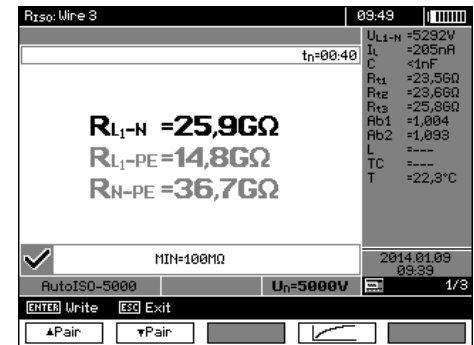 RISO: Wire 3 09:49
tn=00:40
RL1-N =25,9GΩ
RL1-PE =14,8GΩ
RN-PE =36,7GΩ
MIN=100MΩ
AutoISO-5000 Un=5000V
UL1-N =5292V
IL =205nA
C <1nF
Rt1 =23,5GΩ
Rt2 =23,6GΩ
Rt3 =25,8GΩ
Ab1 =1,004
Ab2 =1,093
L =---
TC =---
T =22,3°C
2014.01.09
09:39
1/3
ENTER Write ESC Exit
▲Pair ▼Pair